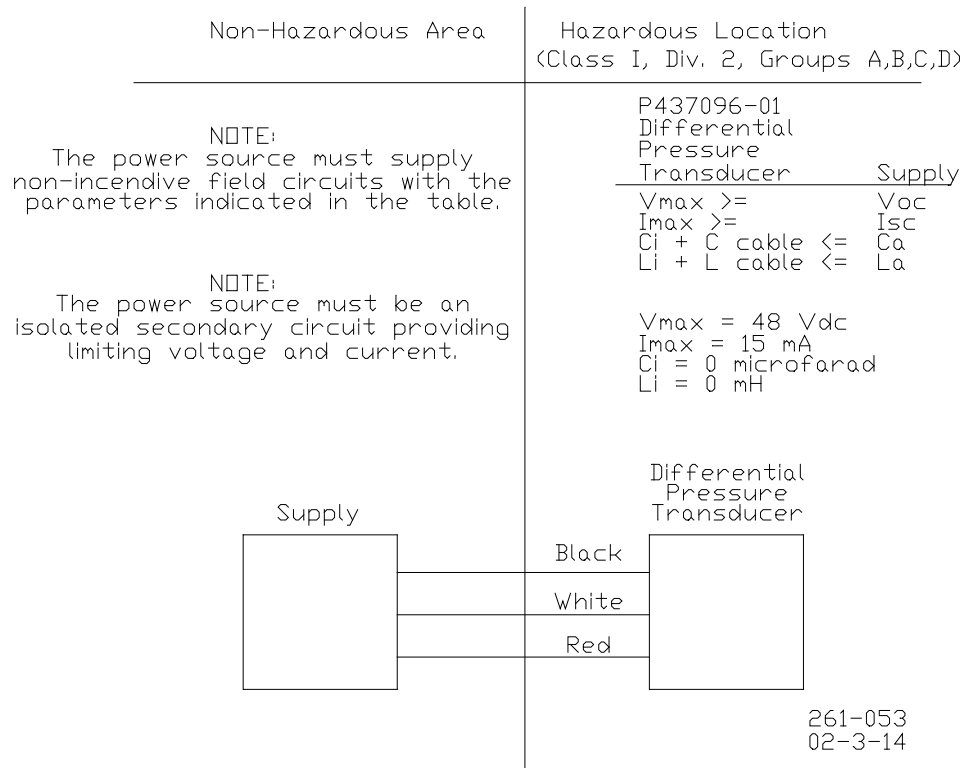 Non-Hazardous Area
Hazardous Location
(Class I, Div. 2, Groups A,B,C,D)
NOTE:
The power source must supply
non-incendive field circuits with the
parameters indicated in the table.
NOTE:
The power source must be an
isolated secondary circuit providing
limiting voltage and current.
P437096-01
Differential
Pressure
Transducer Supply
Vmax >= Voc
Imax >= Isc
Ci + C cable <= Ca
Li + L cable <= La
Vmax = 48 Vdc
Imax = 15 mA
Ci = 0 microfarad
Li = 0 mH
Supply
Differential
Pressure
Transducer
Black
White
Red
261-053
02-3-14